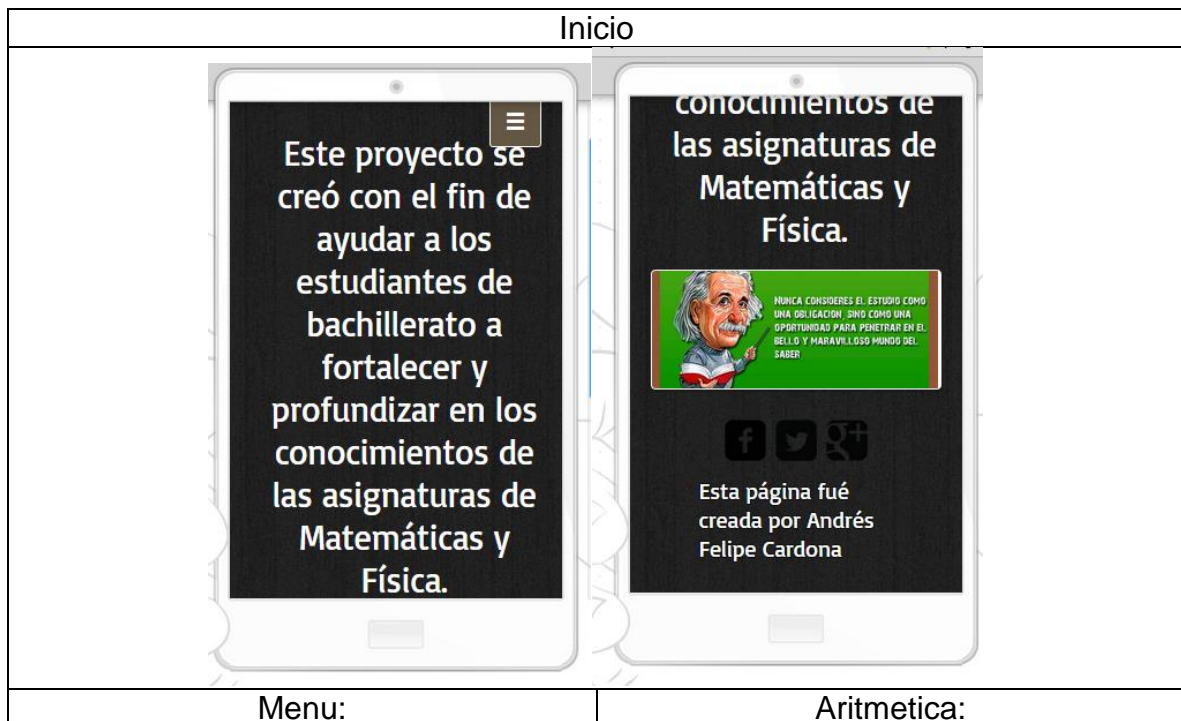 Inicio
Este proyecto se
creó con el fin de
ayudar a los
estudiantes de
bachillerato a
fortalecer y
profundizar en los
conocimientos de
las asignaturas de
Matemáticas y
Física.
conocimientos de
las asignaturas de
Matemáticas y
Física.
NUNCA CONSIDERES EL ESTUDIO COMO
UNA OBLIGACION, SINO COMO UNA
OPORTUNIDAD PARA PENETRAR EN EL
BELLO Y MARAVILLOSO MUNDO DEL
SABER
Esta página fué
creada por Andrés
Felipe Cardona
Menu:
Aritmetica: